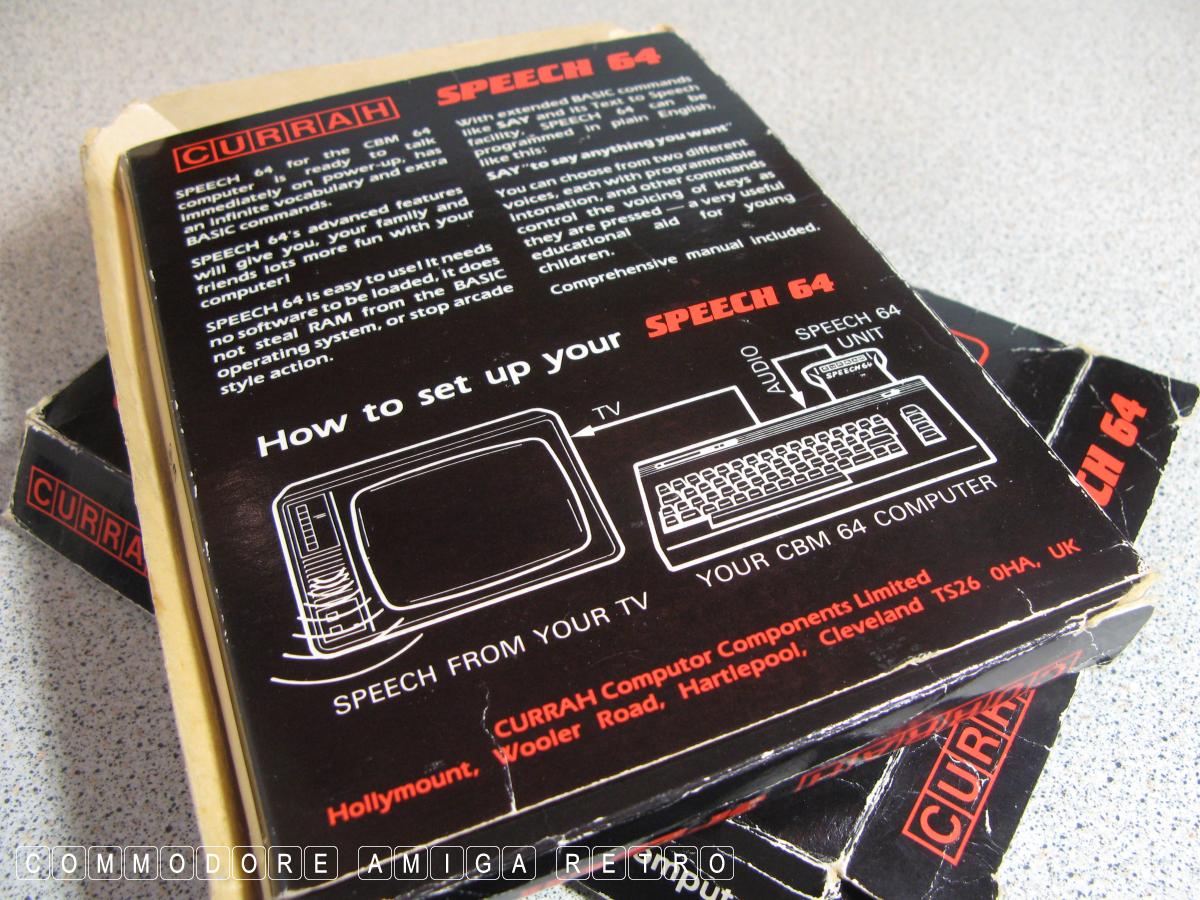 CURRAH
SPEECH 64
SPEECH 64, for the CBM 64
computer is ready to talk
immediately on power-up, has
an infinite vocabulary and extra
BASIC commands.
SPEECH 64's advanced features
will give you, your family and
friends lots more fun with your
computer!
SPEECH 64 is easy to use! It needs
no software to be loaded, it does
not steal RAM from the BASIC
operating system, or stop arcade
style action.
With extended BASIC commands
like SAY and its Text to Speech
facility, SPEECH 64 can be
programmed in plain English,
like this:
SAY "to say anything you want"
You can choose from two different
voices, each with programmable
intonation, and other commands
control the voicing of keys as
they are pressed — a very useful
educational aid for young
children.
Comprehensive manual included.
How to set up your SPEECH 64
TV
AUDIO
SPEECH 64
UNIT
CURRAH
SPEECH 64
SPEECH FROM YOUR TV
YOUR CBM 64 COMPUTER
CURRAH Computor Components Limited
Hollymount, Wooler Road, Hartlepool, Cleveland TS26 0HA, UK
CURRA
CH 64
CURRAH
CURR
omput
COMMODORE AMIGA RETRO